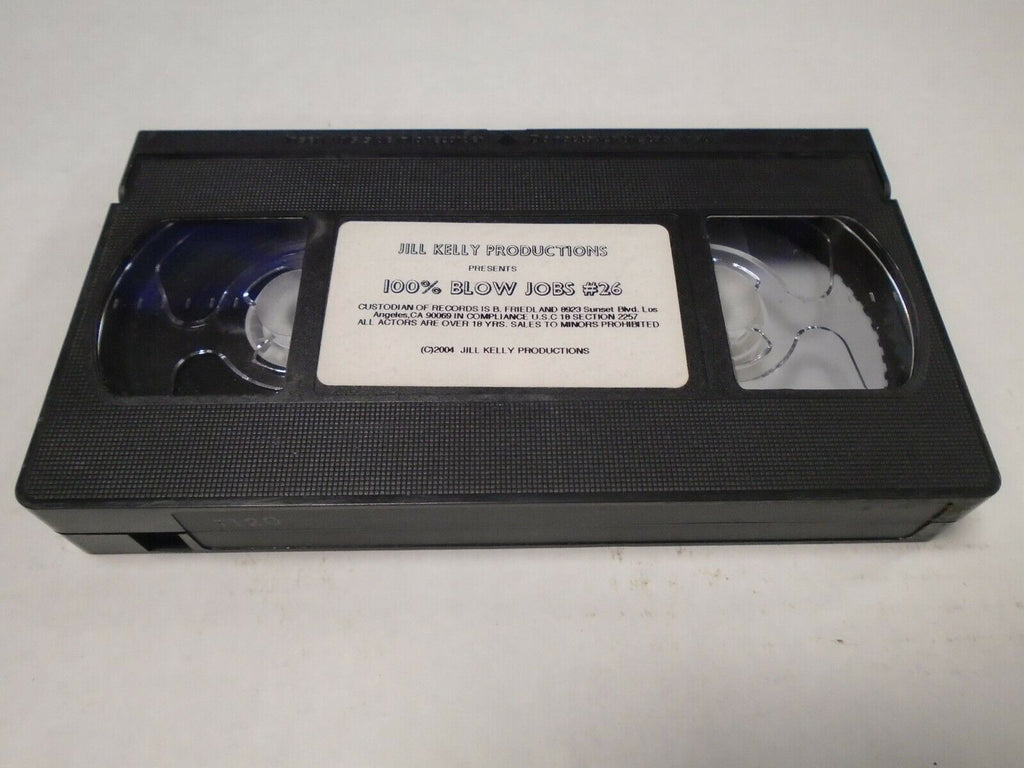 JILL KELLY PRODUCTIONS
PRESENTS
100% BLOW JOBS #26
CUSTODIAN OF RECORDS IS B. FRIEDLAND 8923 Sunset Blvd. Los
Angeles,CA 90069 IN COMPLIANCE U.S.C 18 SECTION 2257
ALL ACTORS ARE OVER 18 YRS. SALES TO MINORS PROHIBITED
(C)2004 JILL KELLY PRODUCTIONS
T120